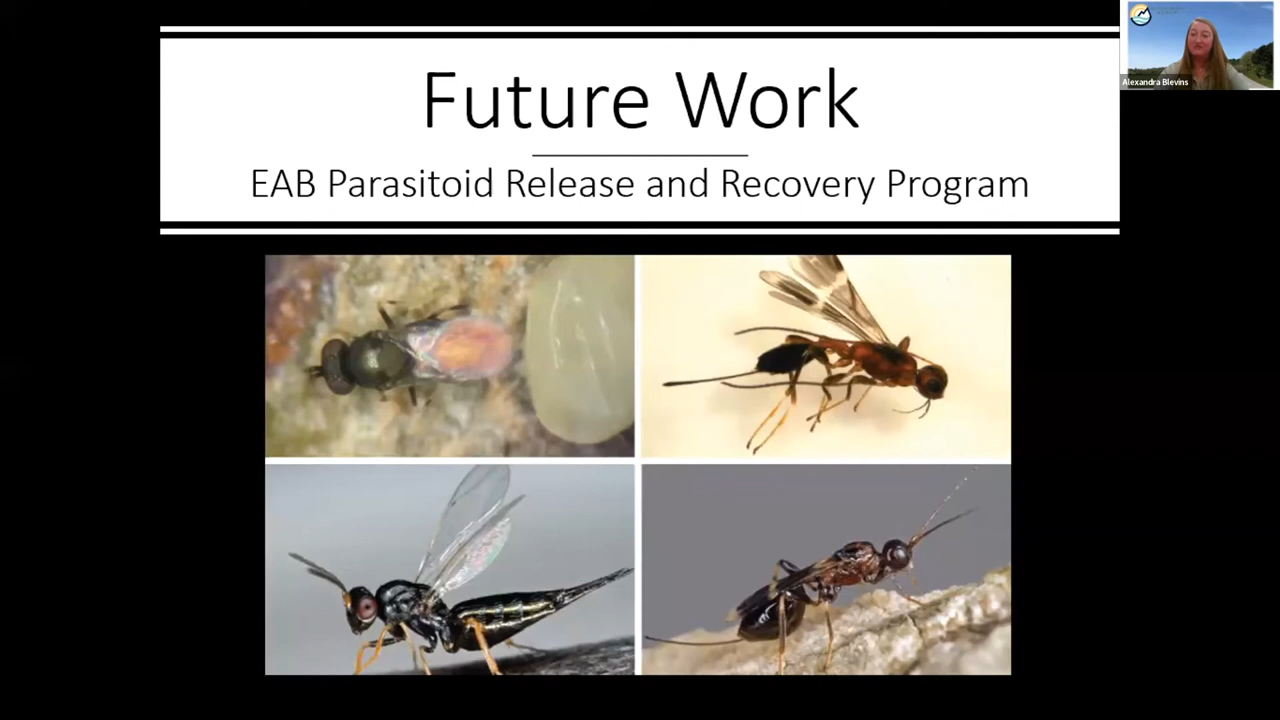 Future Work
EAB Parasitoid Release and Recovery Program
Alexandra Blevins